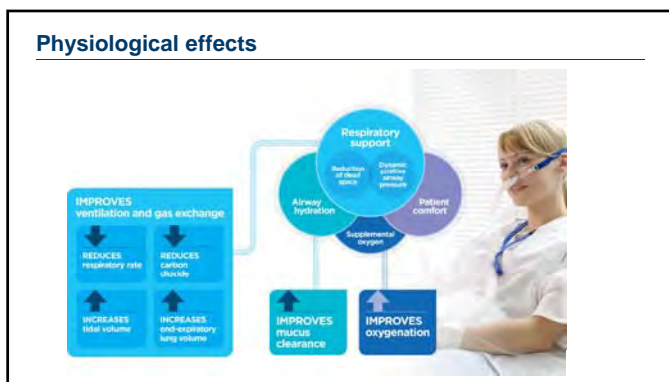 Physiological effects
Respiratory
support
Reduction
of dead
space
Dynamic
positive
airway
pressure
Airway
hydration
Patient
comfort
Supplemental
oxygen
IMPROVES
ventilation and gas exchange
REDUCES
respiratory rate
REDUCES
carbon
dioxide
INCREASES
tidal volume
INCREASES
end-expiratory
lung volume
IMPROVES
mucus
clearance
IMPROVES
oxygenation